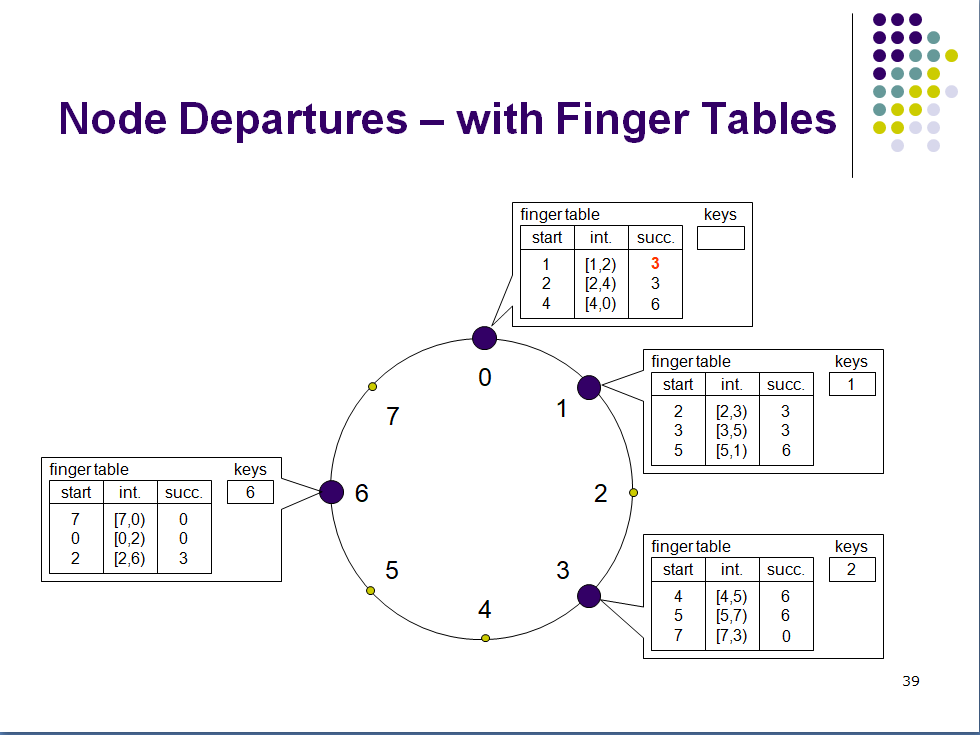 Node Departures – with Finger Tables
finger table keys
start int. succ.
1 [1,2) 3
2 [2,4) 3
4 [4,0) 6
finger table keys
start int. succ. 1
2 [2,3) 3
3 [3,5) 3
5 [5,1) 6
0
1
7
finger table keys
start int. succ. 6
7 [7,0) 0
0 [0,2) 0
2 [2,6) 3
6
2
5
3
4
finger table keys
start int. succ. 2
4 [4,5) 6
5 [5,7) 6
7 [7,3) 0
39